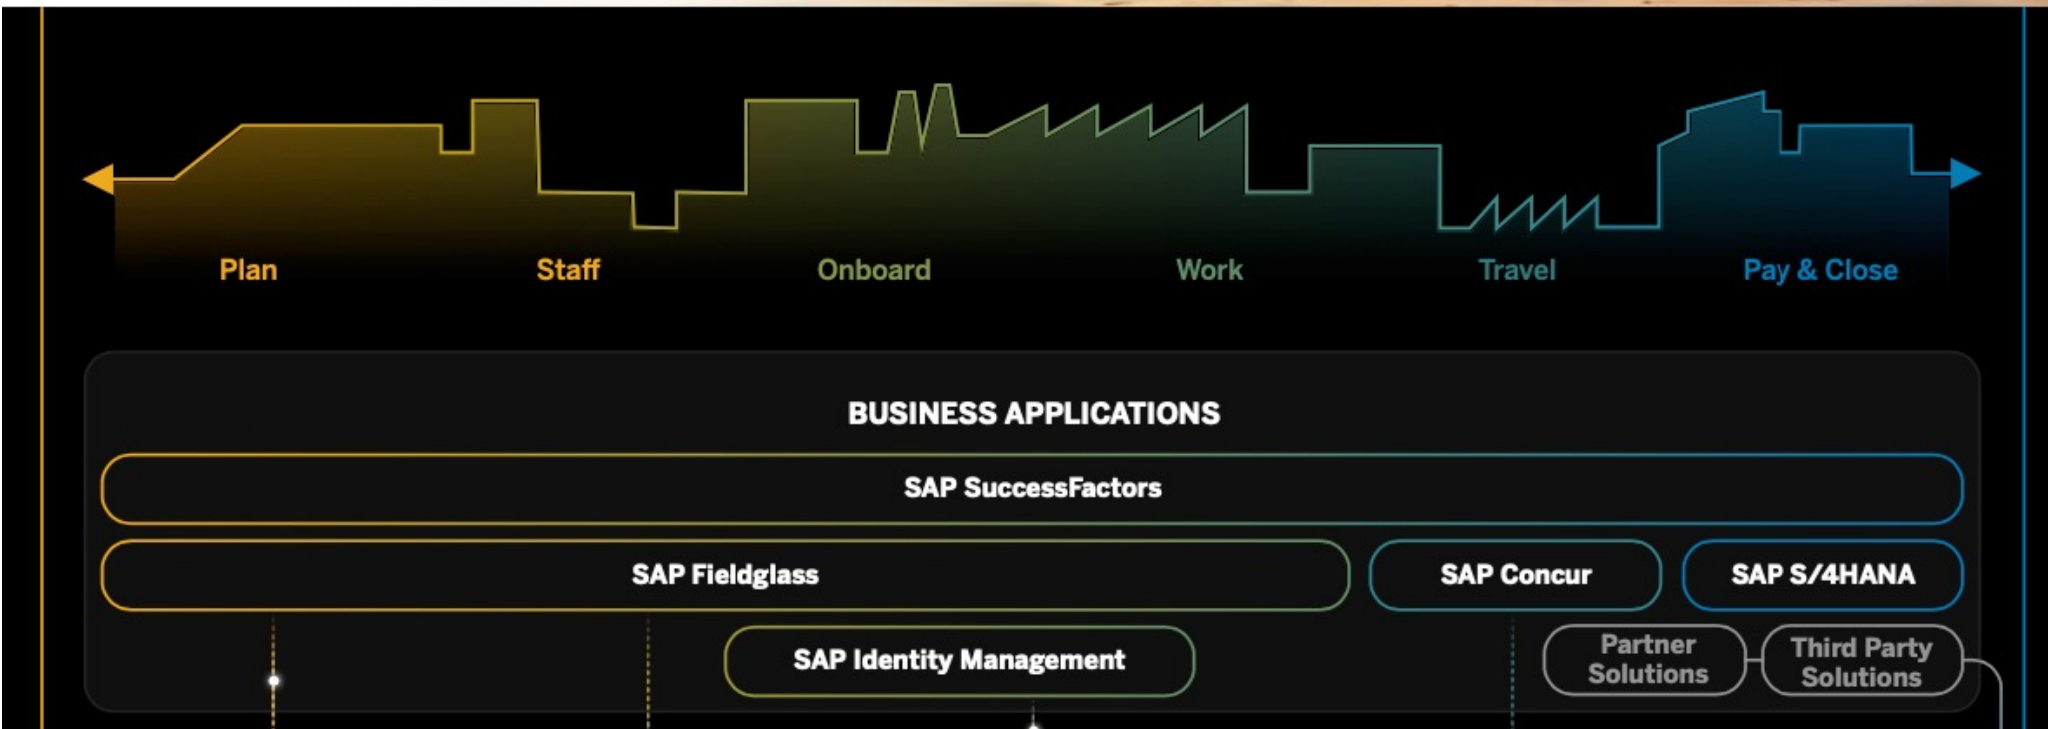 Plan
Staff
Onboard
Work
Travel
Pay & Close
BUSINESS APPLICATIONS
SAP SuccessFactors
SAP Fieldglass
SAP Concur
SAP S/4HANA
SAP Identity Management
Partner
Solutions
Third Party
Solutions